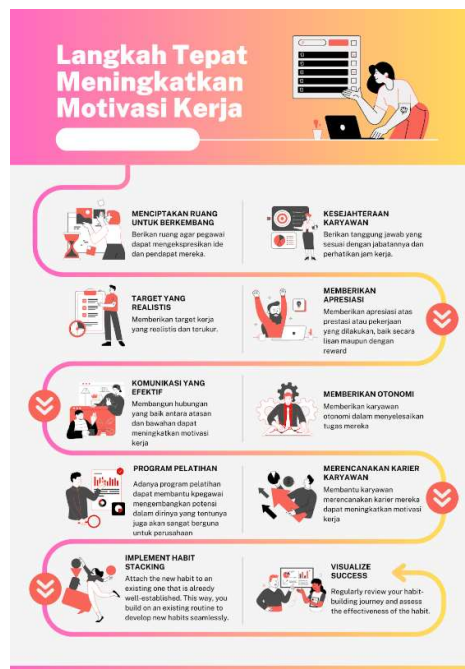 Langkah Tepat
Meningkatkan
Motivasi Kerja
MENCIPTAKAN RUANG
UNTUK BERKEMBANG
Berikan ruang agar pegawai
dapat mengekspresikan ide
dan pendapat mereka.
KESEJAHTERAAN
KARYAWAN
Berikan tanggung jawab yang
sesuai dengan jabatannya dan
perhatikan jam kerja.
TARGET YANG
REALISTIS
Memberikan target kerja
yang realistis dan terukur.
MEMBERIKAN
APRESIASI
Memberikan apresiasi atas
prestasi atau pekerjaan
yeng dilakukan, baik secara
lisan maupun dengan
reward
KOMUNIKASI YANG
EFEKTIF
Membangun hubungan
yang baik antara atasan
dan bawahan dapat
meningkatkan motivasi
kerja
MEMBERIKAN OTONOMI
Memberikan karyawan
otonomi dalam menyelesaikan
tugas mereka
PROGRAM PELATIHAN
Adanya program pelatihan
dapat membantu kpegawai
mengembangkan potensi
dalam dirinya yang tentunya
juga akan sangat berguna
untuk perusahaan
MERENCANAKAN KARIER
KARYAWAN
Membantu karyawan
merencanakan karier mereka
dapat meningkatkan motivasi
kerja
IMPLEMENT HABIT
STACKING
Attach the new habit to an
existing one that is already
well-established. This way, you
build on an existing routine to
develop new habits seamlessly.
VISUALIZE
SUCCESS
Regularly review your habit-
building journey and assess
the effectiveness of the habit.